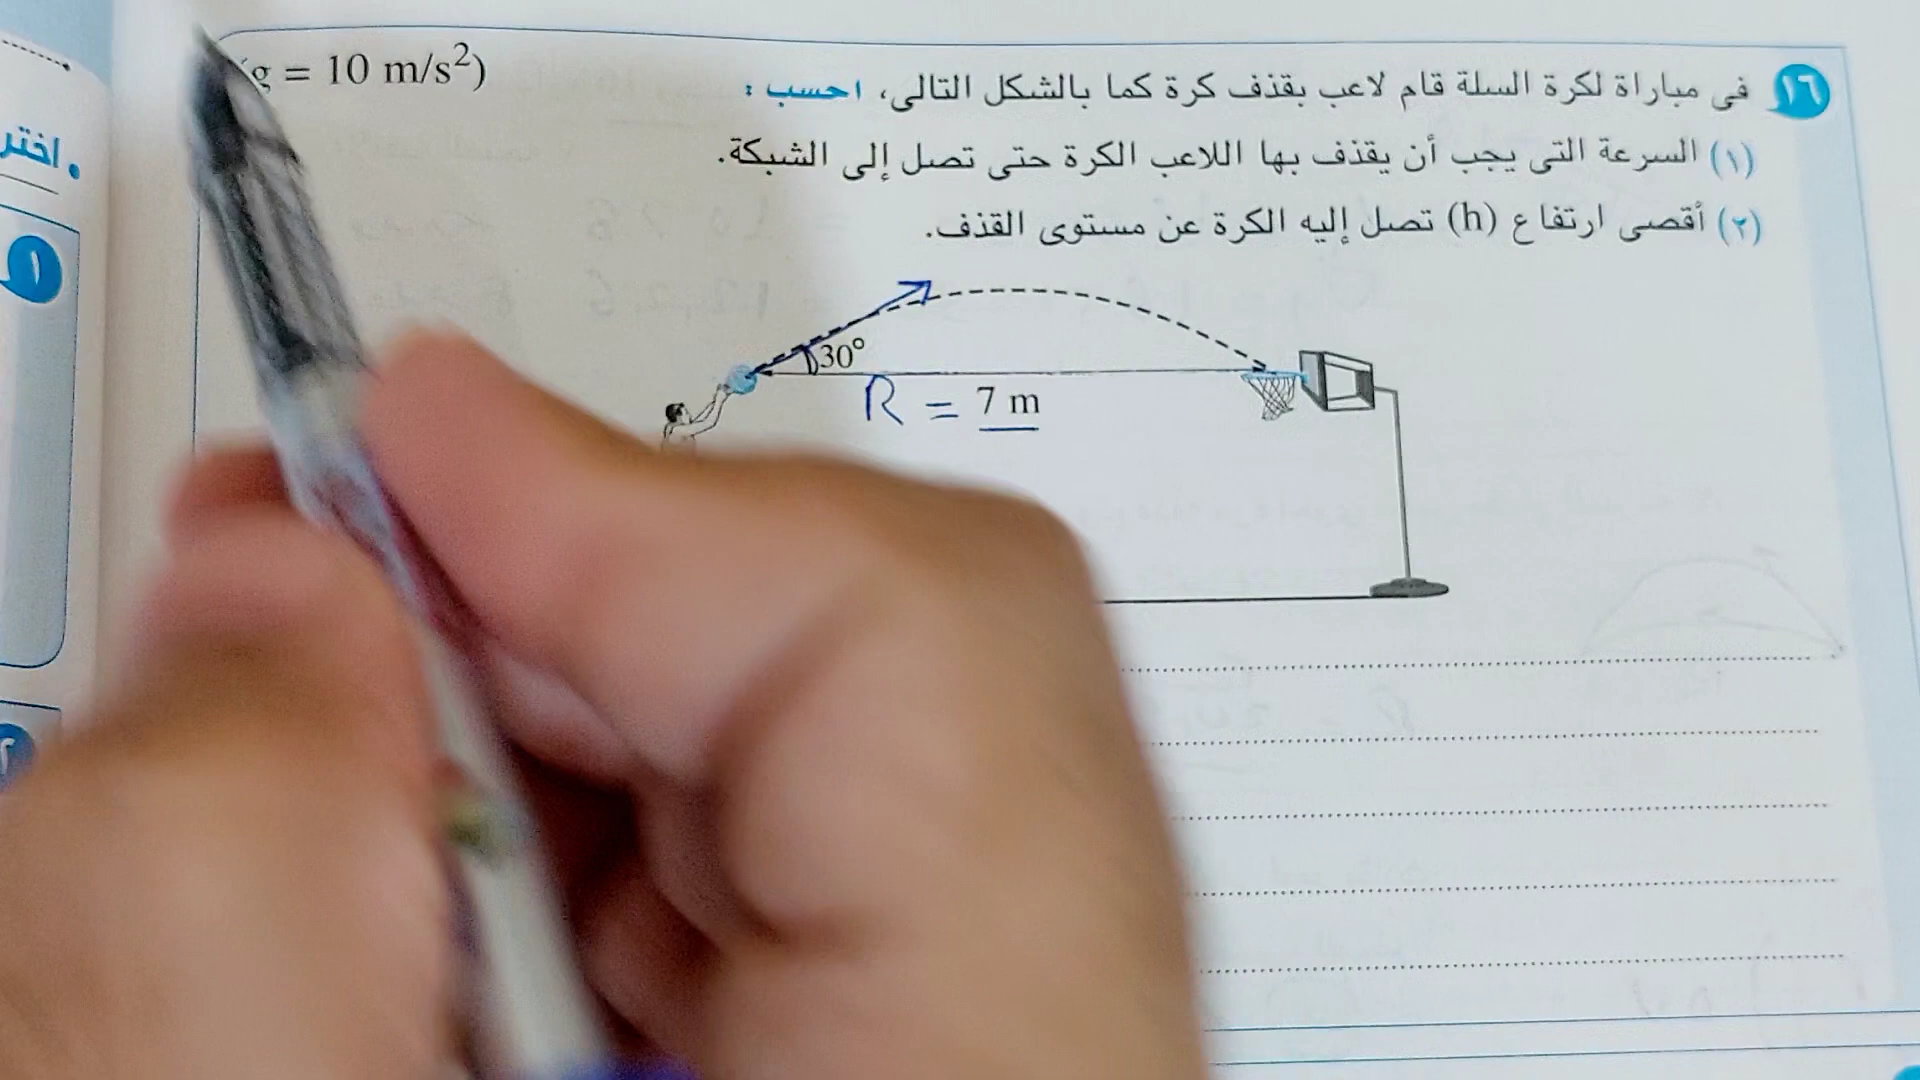 ١٦ فى مباراة لكرة السلة قام لاعب بقذف كرة كما بالشكل التالى، احسب :
g = 10 m/s²)
(١) السرعة التى يجب أن يقذف بها اللاعب الكرة حتى تصل إلى الشبكة.
(٢) أقصى ارتفاع (h) تصل إليه الكرة عن مستوى القذف.
30°
R = 7 m
• اختر
١